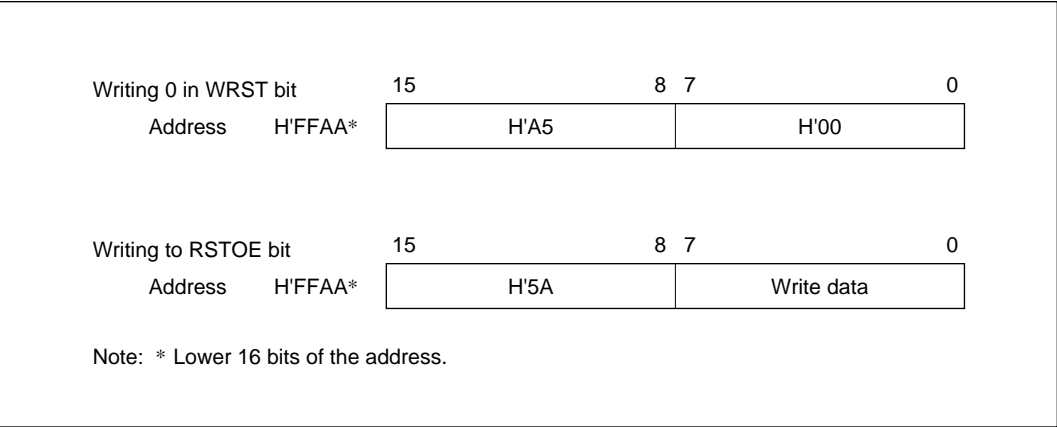 Writing 0 in WRST bit 15 8 7 0
Address H'FFAA* H'A5 H'00
Writing to RSTOE bit 15 8 7 0
Address H'FFAA* H'5A Write data
Note: * Lower 16 bits of the address.